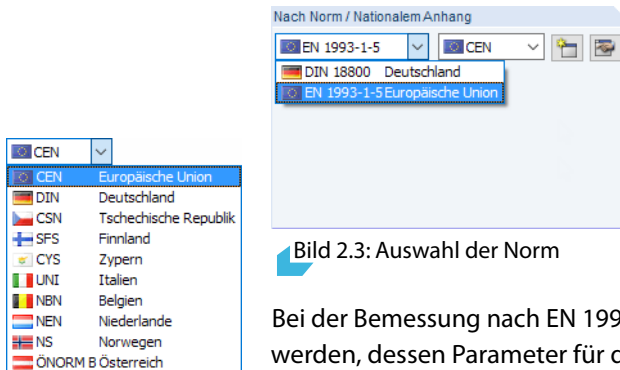 Nach Norm / Nationalem Anhang
EN 1993-1-5 CEN
DIN 18800 Deutschland
EN 1993-1-5 Europäische Union
CEN
CEN Europäische Union
DIN Deutschland
CSN Tschechische Republik
SFS Finnland
CYS Zypern
UNI Italien
NBN Belgien
NEN Niederlande
NS Norwegen
ÖNORM B Österreich
Bild 2.3: Auswahl der Norm
Bei der Bemessung nach EN 199
werden, dessen Parameter für d